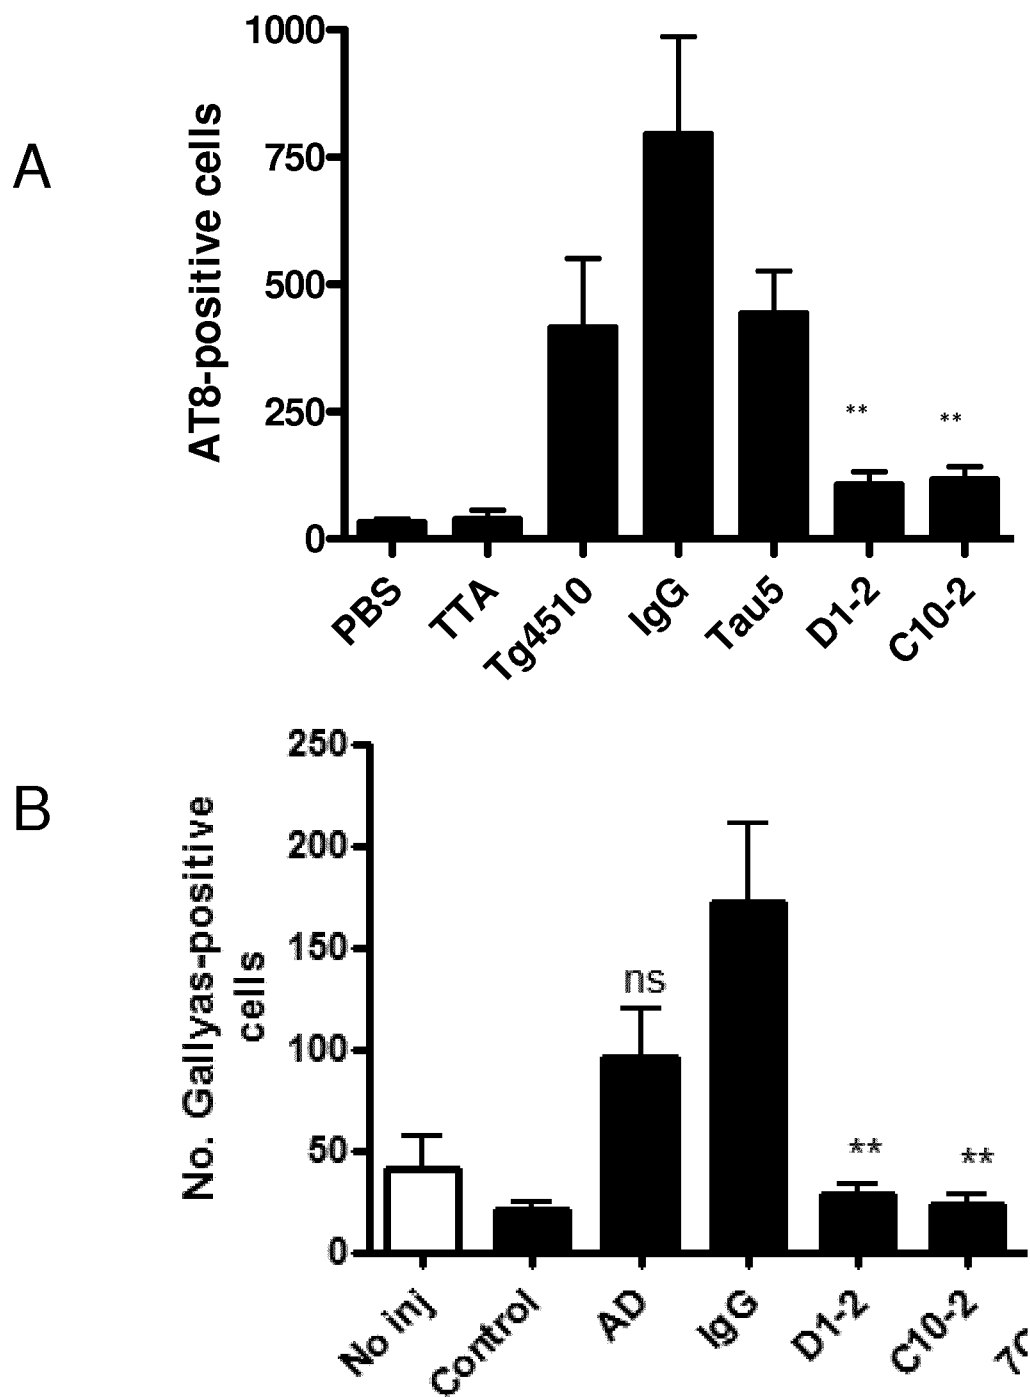 A
AT8-positive cells
1000
750
500
250
0
**
**
PBS
TTA
Tg4510
IgG
Tau5
D1-2
C10-2
B
No. Gallyas-positive
cells
250
200
150
100
50
0
ns
**
**
No inj
Control
AD
IgG
D1-2
C10-2